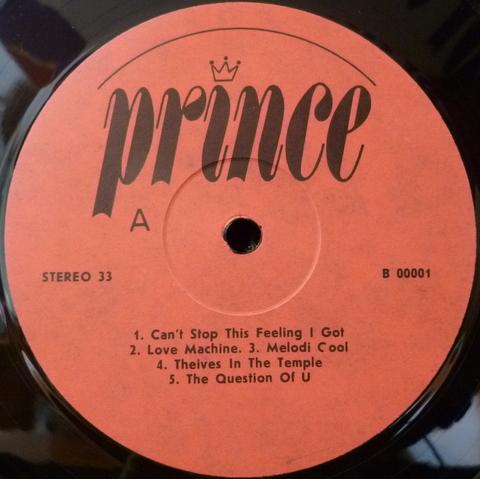 prince
A
STEREO 33
B 00001
1. Can't Stop This Feeling I Got
2. Love Machine. 3. Melodi Cool
4. Theives In The Temple
5. The Question Of U